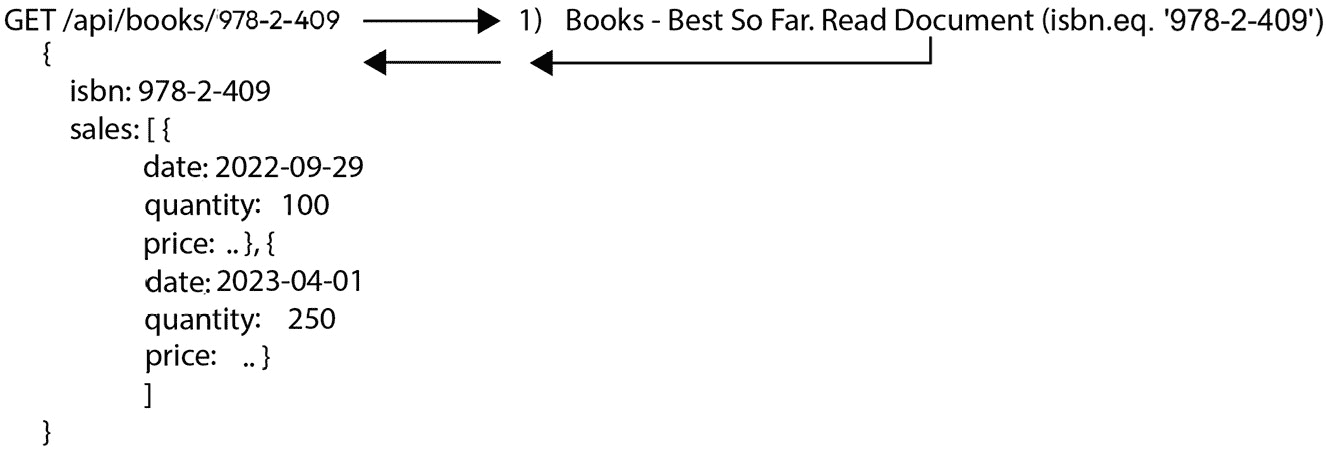 GET /api/books/978-2-409 1) Books - Best So Far. Read Document (isbn.eq. '978-2-409')
{
isbn: 978-2-409
sales: [ {
date: 2022-09-29
quantity: 100
price: .. }, {
date: 2023-04-01
quantity: 250
price: .. }
]
}